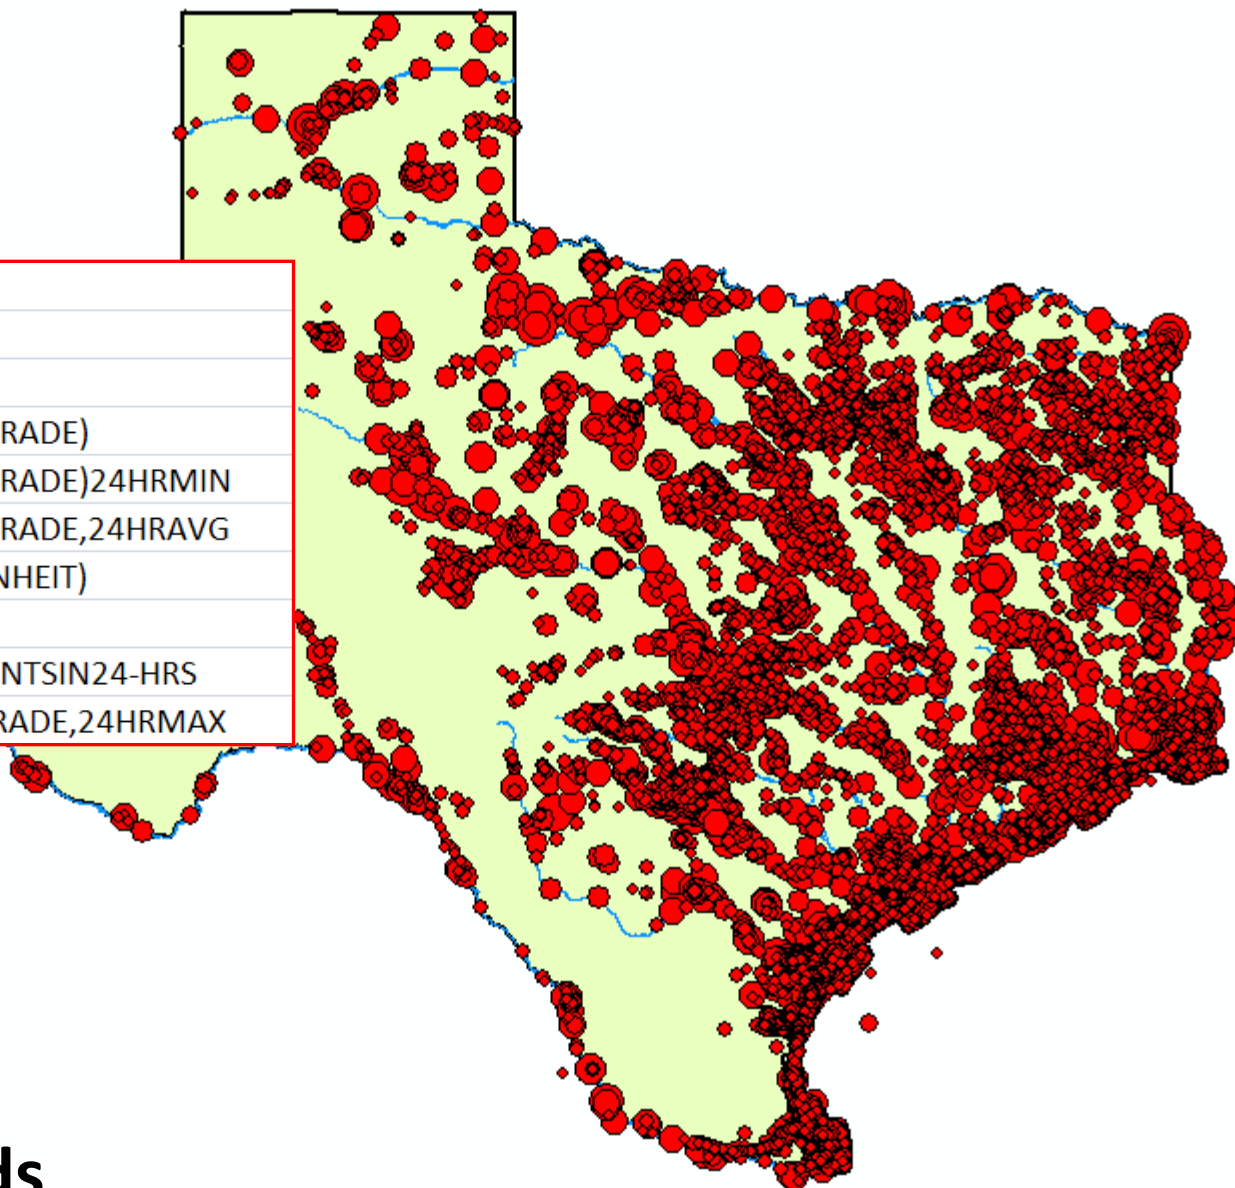 RADE)
RADE)24HRMIN
RADE,24HRAVG
NHEIT)
NTSIN24-HRS
RADE,24HRMAX
ds